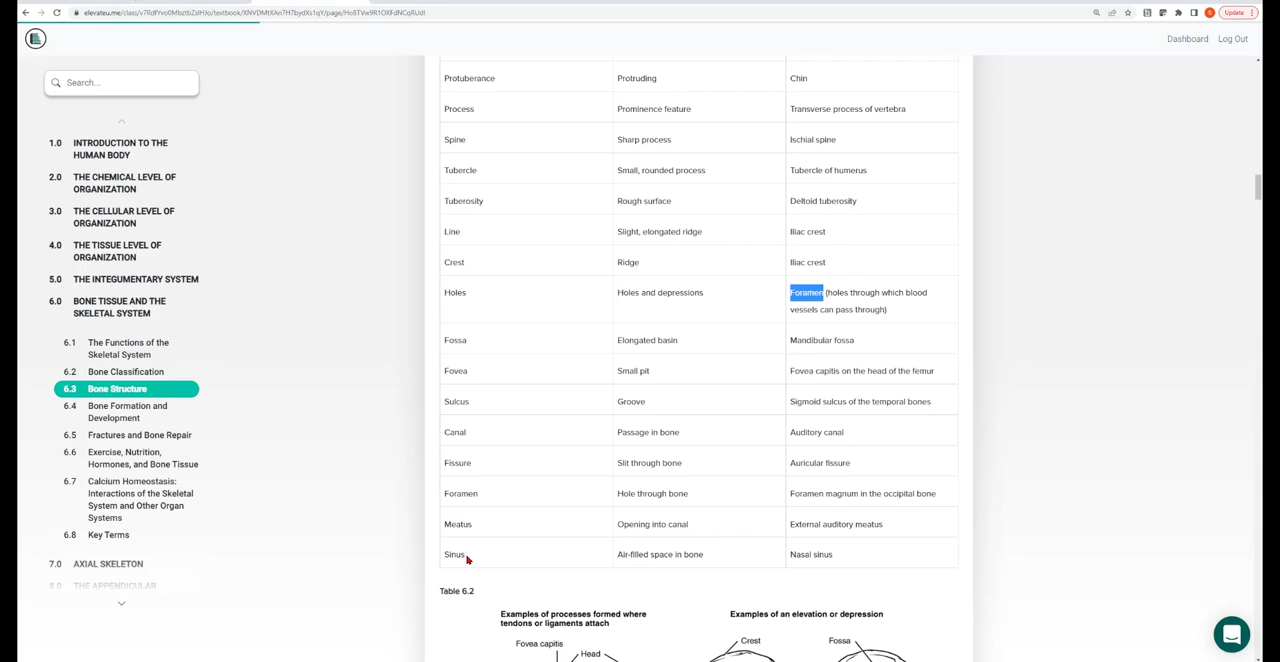 elevateu.me/class/v7RdfYvo0MbztbZslHJo/textbook/XNVDMtXAn7H7bydXs1qY/page/Ho8TVw9R1OXFdNCqRUdI
Update
Dashboard Log Out
Search...
1.0 INTRODUCTION TO THE
HUMAN BODY
2.0 THE CHEMICAL LEVEL OF
ORGANIZATION
3.0 THE CELLULAR LEVEL OF
ORGANIZATION
4.0 THE TISSUE LEVEL OF
ORGANIZATION
5.0 THE INTEGUMENTARY SYSTEM
6.0 BONE TISSUE AND THE
SKELETAL SYSTEM
6.1 The Functions of the
Skeletal System
6.2 Bone Classification
6.3 Bone Structure
6.4 Bone Formation and
Development
6.5 Fractures and Bone Repair
6.6 Exercise, Nutrition,
Hormones, and Bone Tissue
6.7 Calcium Homeostasis:
Interactions of the Skeletal
System and Other Organ
Systems
6.8 Key Terms
7.0 AXIAL SKELETON
8.0 THE APPENDICULAR
Protuberance Protruding Chin
Process Prominence feature Transverse process of vertebra
Spine Sharp process Ischial spine
Tubercle Small, rounded process Tubercle of humerus
Tuberosity Rough surface Deltoid tuberosity
Line Slight, elongated ridge Iliac crest
Crest Ridge Iliac crest
Holes Holes and depressions Foramen (holes through which blood
vessels can pass through)
Fossa Elongated basin Mandibular fossa
Fovea Small pit Fovea capitis on the head of the femur
Sulcus Groove Sigmoid sulcus of the temporal bones
Canal Passage in bone Auditory canal
Fissure Slit through bone Auricular fissure
Foramen Hole through bone Foramen magnum in the occipital bone
Meatus Opening into canal External auditory meatus
Sinus Air-filled space in bone Nasal sinus
Table 6.2
Examples of processes formed where
tendons or ligaments attach
Examples of an elevation or depression
Fovea capitis
Head
Crest
Fossa